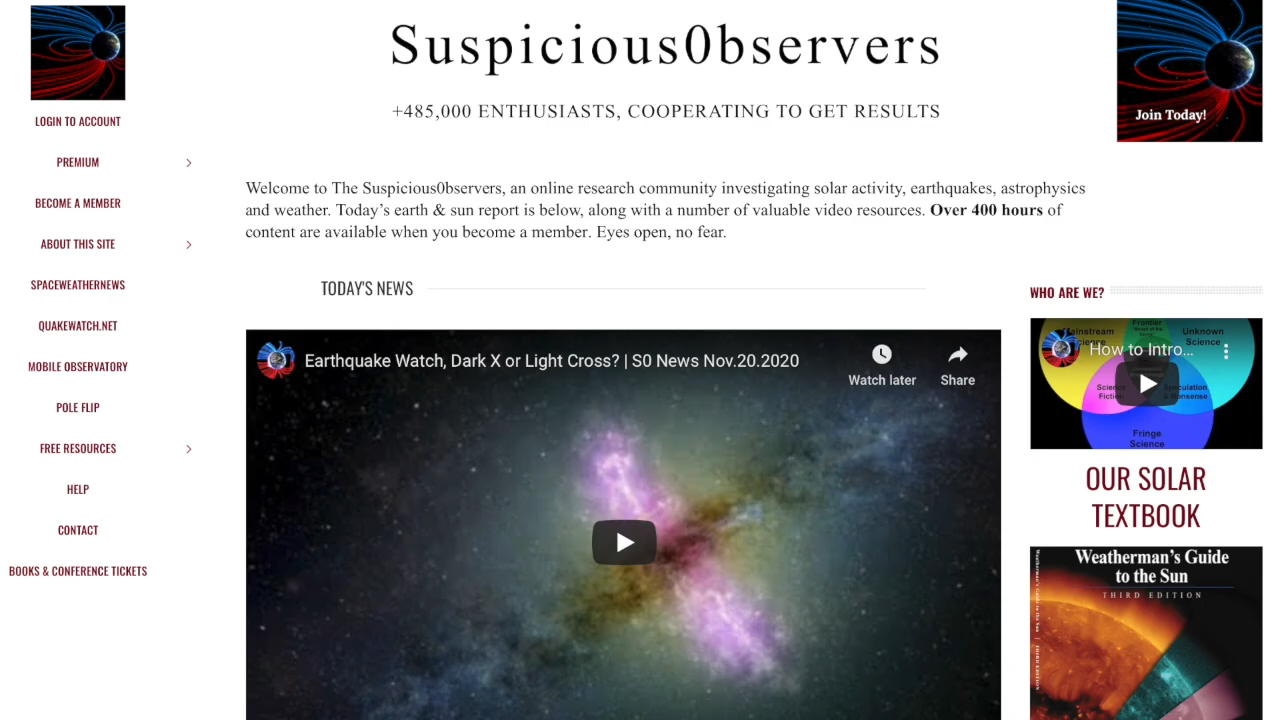 Suspicious0bservers
+485,000 ENTHUSIASTS, COOPERATING TO GET RESULTS
Join Today!
LOGIN TO ACCOUNT
PREMIUM
BECOME A MEMBER
ABOUT THIS SITE
SPACEWEATHERNEWS
QUAKEWATCH.NET
MOBILE OBSERVATORY
POLE FLIP
FREE RESOURCES
HELP
CONTACT
BOOKS & CONFERENCE TICKETS
Welcome to The Suspicious0bservers, an online research community investigating solar activity, earthquakes, astrophysics
and weather. Today’s earth & sun report is below, along with a number of valuable video resources. Over 400 hours of
content are available when you become a member. Eyes open, no fear.
TODAY'S NEWS
Earthquake Watch, Dark X or Light Cross? | S0 News Nov.20.2020
Watch later
Share
WHO ARE WE?
Frontier
Mainstream
Science
Unknown
Science
How to Intro...
Science
Fiction
Speculation
& Nonsense
Fringe
Science
OUR SOLAR
TEXTBOOK
Weatherman's Guide
to the Sun
THIRD EDITION